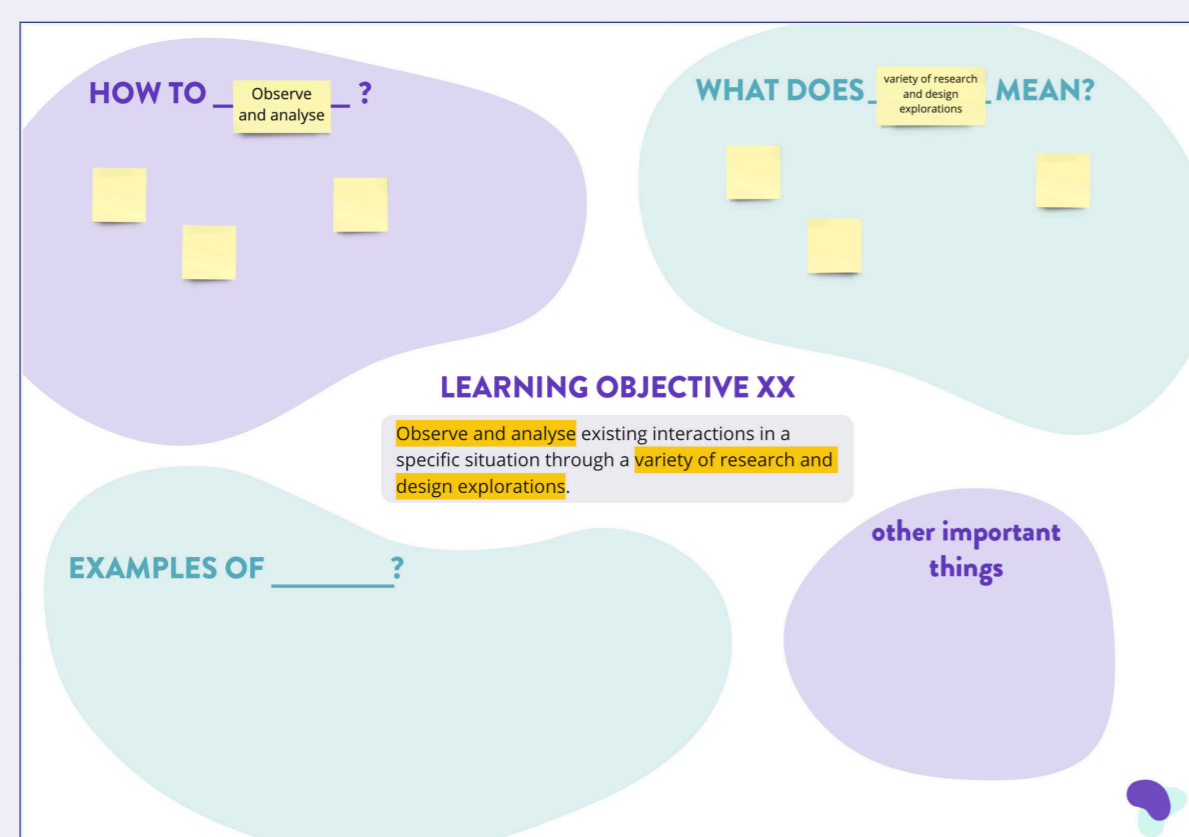 HOW TO _ Observe and analyse _ ?
WHAT DOES _ variety of research and design explorations _ MEAN?
LEARNING OBJECTIVE XX
Observe and analyse existing interactions in a
specific situation through a variety of research and
design explorations.
EXAMPLES OF ________?
other important
things